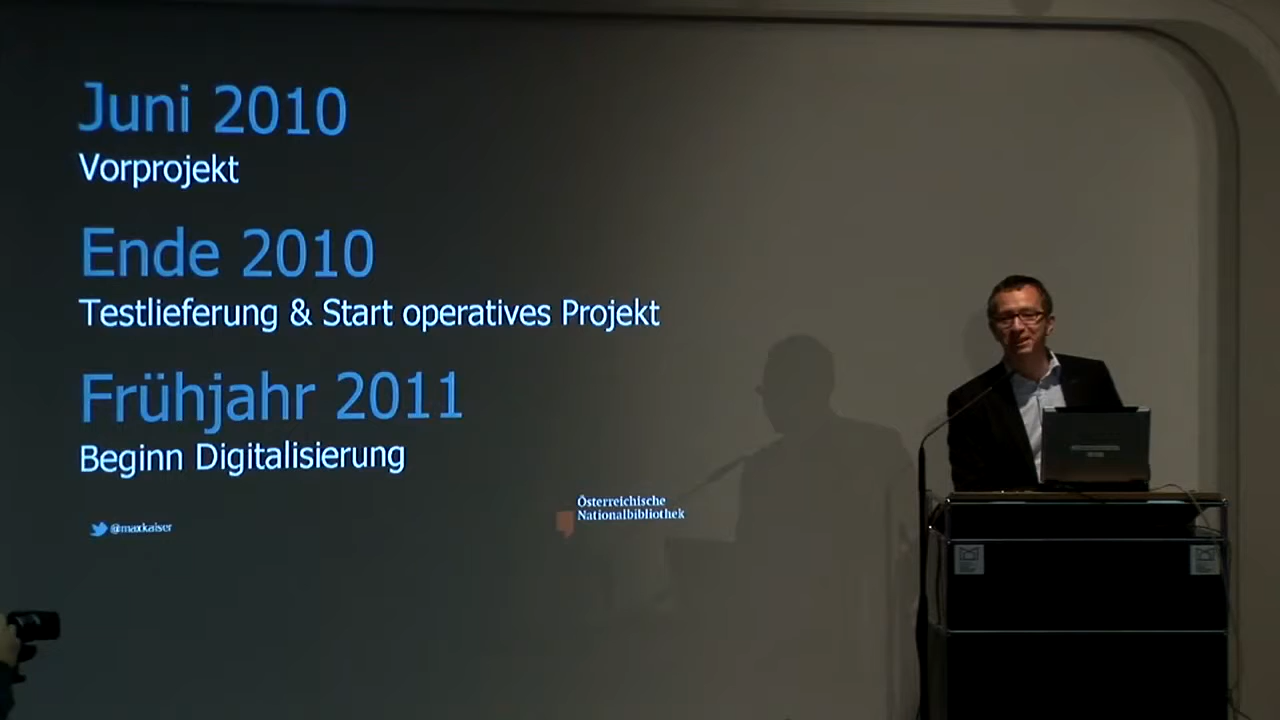 Juni 2010
Vorprojekt
Ende 2010
Testlieferung & Start operatives Projekt
Frühjahr 2011
Beginn Digitalisierung
@maxkaiser
Österreichische
Nationalbibliothek